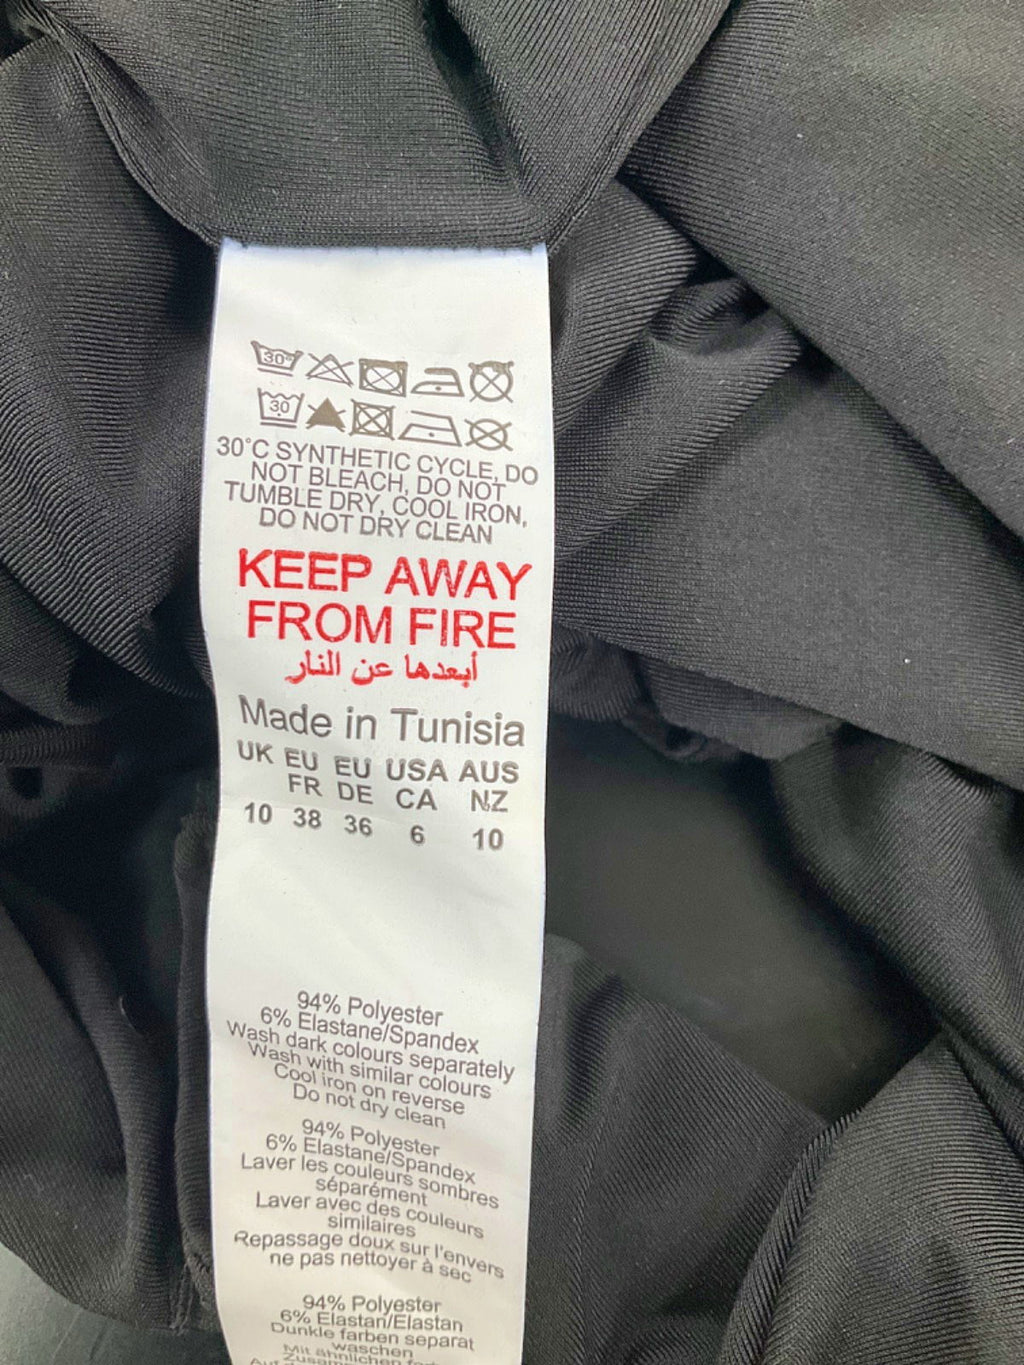 30°
30
30°C SYNTHETIC CYCLE, DO
NOT BLEACH, DO NOT
TUMBLE DRY, COOL IRON,
DO NOT DRY CLEAN
KEEP AWAY
FROM FIRE
أبعدها عن النار
Made in Tunisia
UK EU EU USA AUS
FR DE CA NZ
10 38 36 6 10
94% Polyester
6% Elastane/Spandex
Wash dark colours separately
Wash with similar colours
Cool iron on reverse
Do not dry clean
94% Polyester
6% Elastane/Spandex
Laver les couleurs sombres
séparément
Laver avec des couleurs
similaires
Repassage doux sur l'envers
ne pas nettoyer à sec
94% Polyester
6% Elastan/Elastan
Dunkle farben separat
waschen
Mit ähnlichen